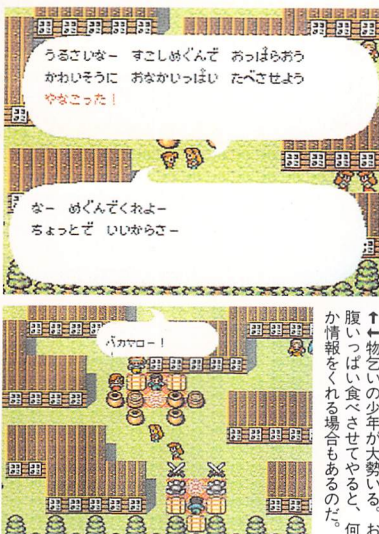 うるさいなー すこしめぐんで おっぱらおう
かわいそうに おなかいっぱい たべさせよう
やなこった!
なー めぐんでくれよー
ちょっとで いいからさー
バカヤロー!
↑←物乞いの少年が大勢いる。お
腹いっぱい食べさせてやると、何
か情報をくれる場合もあるのだ。